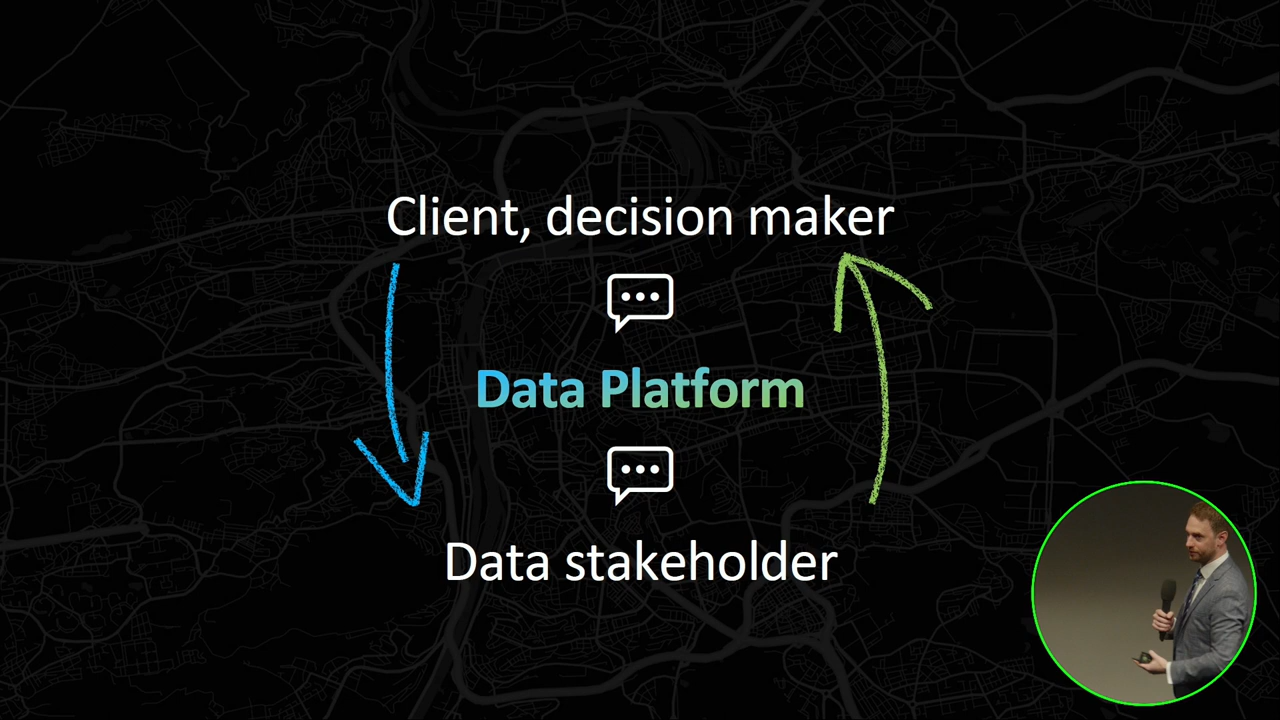 Client, decision maker
Data Platform
Data stakeholder